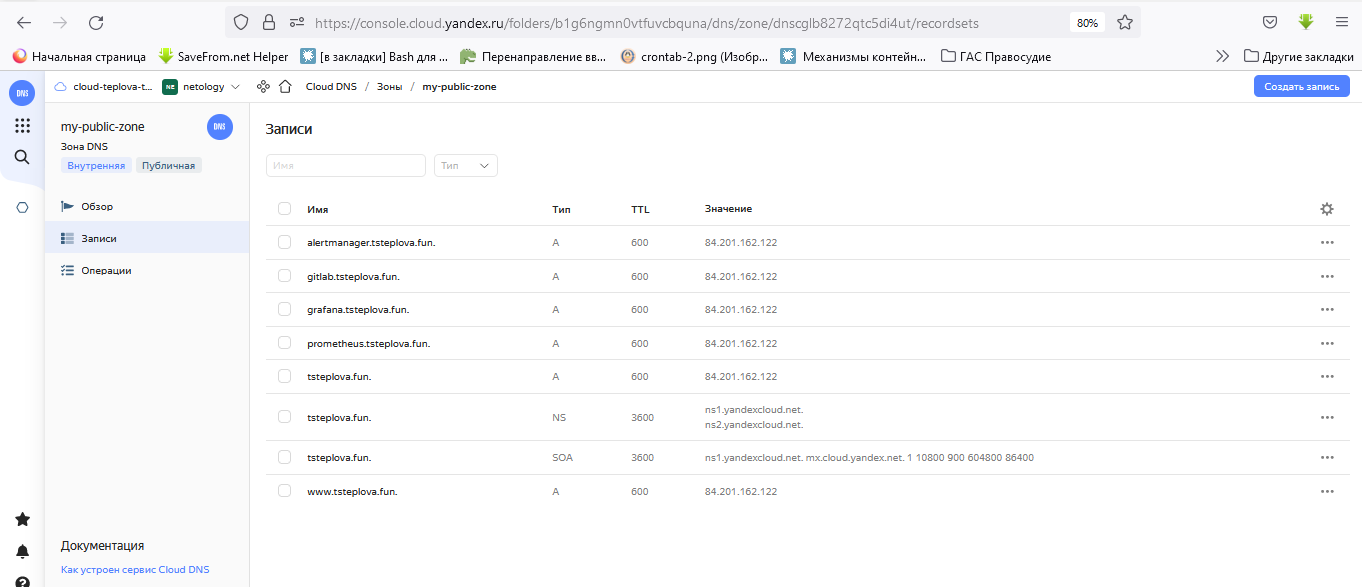 https://console.cloud.yandex.ru/folders/b1g6ngmn0vtfuvcbquna/dns/zone/dnscglb8272qtc5di4ut/recordsets 80%
Начальная страница SaveFrom.net Helper [в закладки] Bash для ... Перенаправление вв... crontab-2.png (Изобр... Механизмы контейн... ГАС Правосудие Другие закладки
DNS cloud-teplova-t... NE netology Cloud DNS / Зоны / my-public-zone Создать запись
my-public-zone DNS
Зона DNS
Внутренняя Публичная
Обзор
Записи
Операции
Документация
Как устроен сервис Cloud DNS
Записи
Имя Тип
Имя Тип TTL Значение
alertmanager.tsteplova.fun. A 600 84.201.162.122
gitlab.tsteplova.fun. A 600 84.201.162.122
grafana.tsteplova.fun. A 600 84.201.162.122
prometheus.tsteplova.fun. A 600 84.201.162.122
tsteplova.fun. A 600 84.201.162.122
tsteplova.fun. NS 3600 ns1.yandexcloud.net.
ns2.yandexcloud.net.
tsteplova.fun. SOA 3600 ns1.yandexcloud.net. mx.cloud.yandex.net. 1 10800 900 604800 86400
www.tsteplova.fun. A 600 84.201.162.122